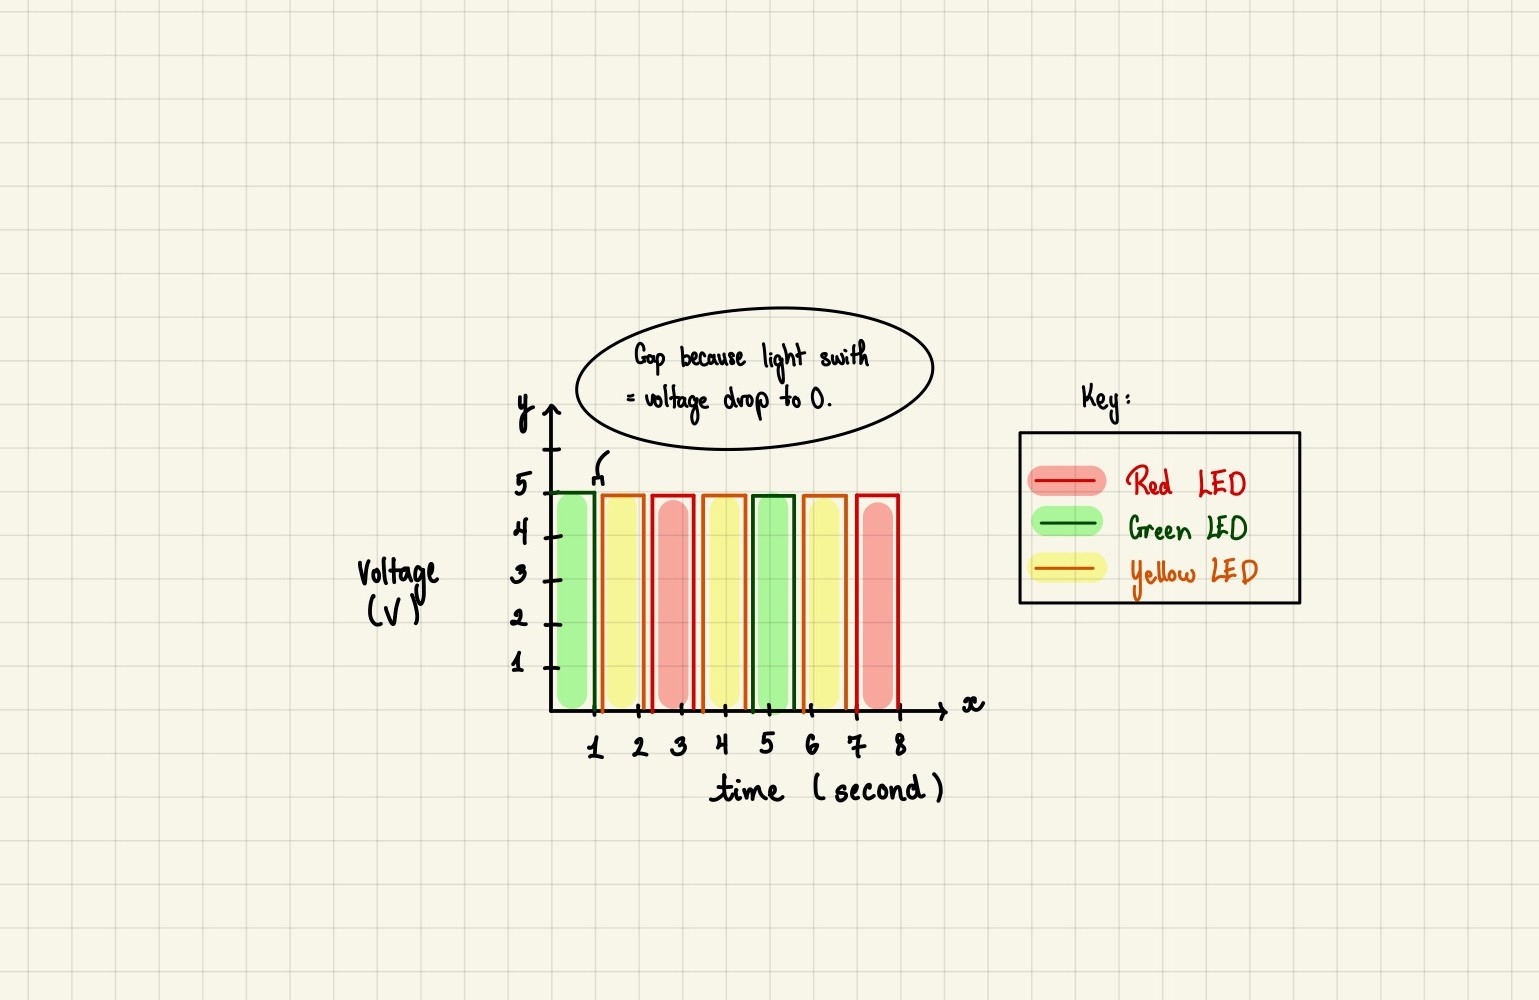 Gap because light swith
= voltage drop to 0.
y
5
4
3
2
1
Voltage
(V)
x
1 2 3 4 5 6 7 8
time (second)
Key:
Red LED
Green LED
Yellow LED